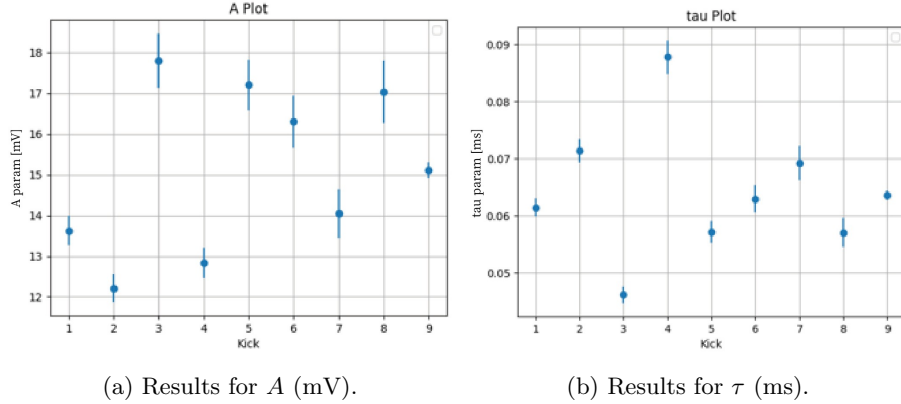 A Plot
A param [mV]
18
17
16
15
14
13
12
1 2 3 4 5 6 7 8 9
Kick
(a) Results for A (mV).
tau Plot
tau param [ms]
0.09
0.08
0.07
0.06
0.05
1 2 3 4 5 6 7 8 9
Kick
(b) Results for τ (ms).